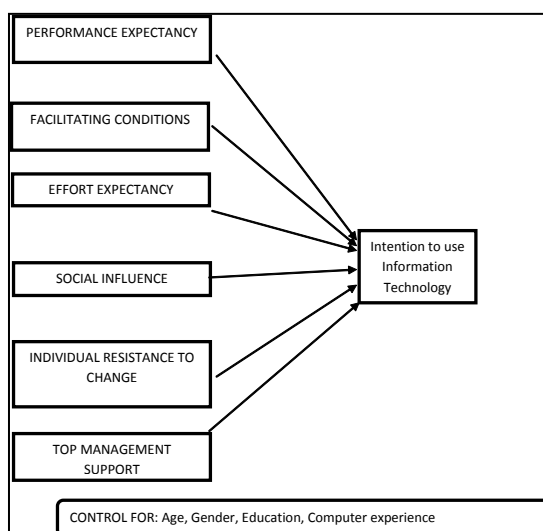 PERFORMANCE EXPECTANCY
FACILITATING CONDITIONS
EFFORT EXPECTANCY
SOCIAL INFLUENCE
INDIVIDUAL RESISTANCE TO
CHANGE
TOP MANAGEMENT
SUPPORT
Intention to use
Information
Technology
CONTROL FOR: Age, Gender, Education, Computer experience